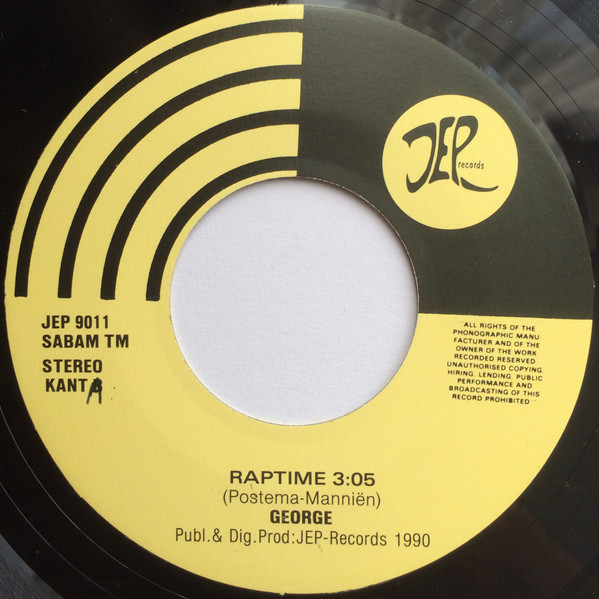 JEP
records
JEP 9011
SABAM TM
STEREO
KANT A
ALL RIGHTS OF THE
PHONOGRAPHIC MANU
FACTURER AND OF THE
OWNER OF THE WORK
RECORDED RESERVED
UNAUTHORISED COPYING
HIRING. LENDING. PUBLIC
PERFORMANCE AND
BROADCASTING OF THIS
RECORD PROHIBITED
RAPTIME 3:05
(Postema-Manniën)
GEORGE
Publ.& Dig.Prod:JEP-Records 1990